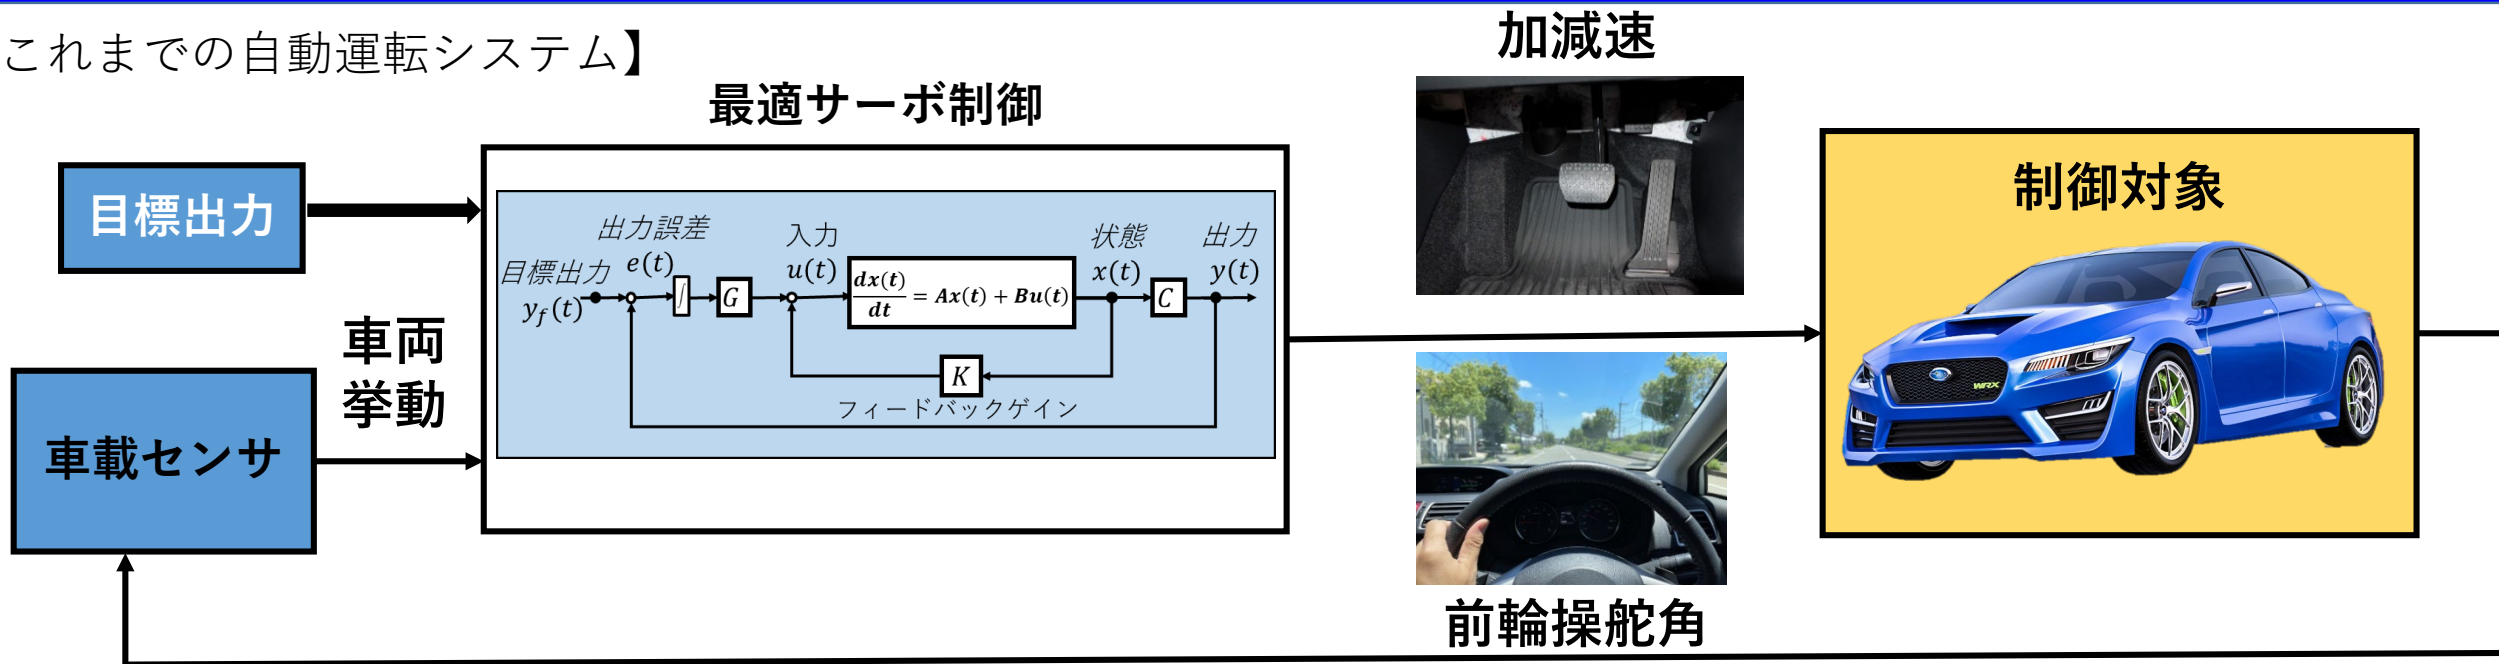 これまでの自動運転システム】
加減速
最適サーボ制御
目標出力
制御対象
出力誤差
入力
状態
出力
目標出力
e(t)
u(t)
x(t)
y(t)
y_f(t)
∫
G
dx(t)/dt = Ax(t) + Bu(t)
C
K
フィードバックゲイン
車両
挙動
車載センサ
WRX
前輪操舵角